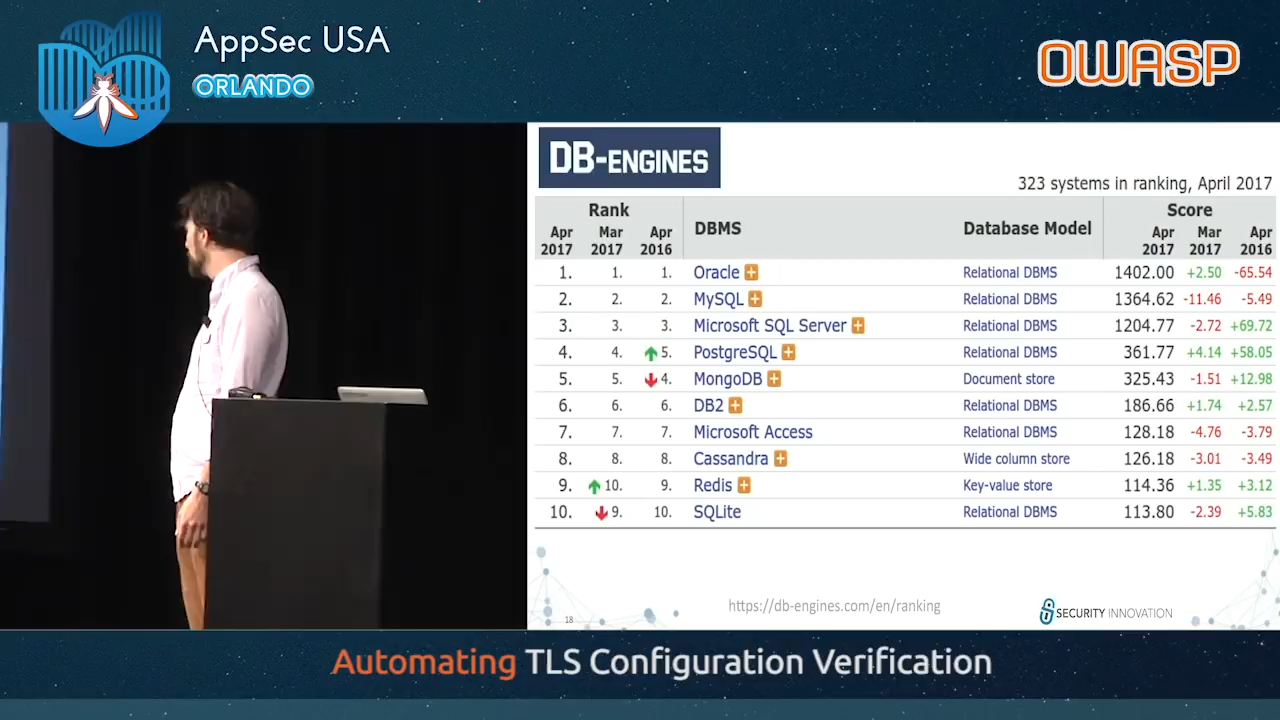 AppSec USA
ORLANDO
OWASP
DB-ENGINES
323 systems in ranking, April 2017
Rank DBMS Database Model Score
Apr 2017 Mar 2017 Apr 2016 Apr 2017 Mar 2017 Apr 2016
1. 1. 1. Oracle Relational DBMS 1402.00 +2.50 -65.54
2. 2. 2. MySQL Relational DBMS 1364.62 -11.46 -5.49
3. 3. 3. Microsoft SQL Server Relational DBMS 1204.77 -2.72 +69.72
4. 4. 5. PostgreSQL Relational DBMS 361.77 +4.14 +58.05
5. 5. 4. MongoDB Document store 325.43 -1.51 +12.98
6. 6. 6. DB2 Relational DBMS 186.66 +1.74 +2.57
7. 7. 7. Microsoft Access Relational DBMS 128.18 -4.76 -3.79
8. 8. 8. Cassandra Wide column store 126.18 -3.01 -3.49
9. 10. 9. Redis Key-value store 114.36 +1.35 +3.12
10. 9. 10. SQLite Relational DBMS 113.80 -2.39 +5.83
https://db-engines.com/en/ranking
18
SECURITY INNOVATION
Automating TLS Configuration Verification